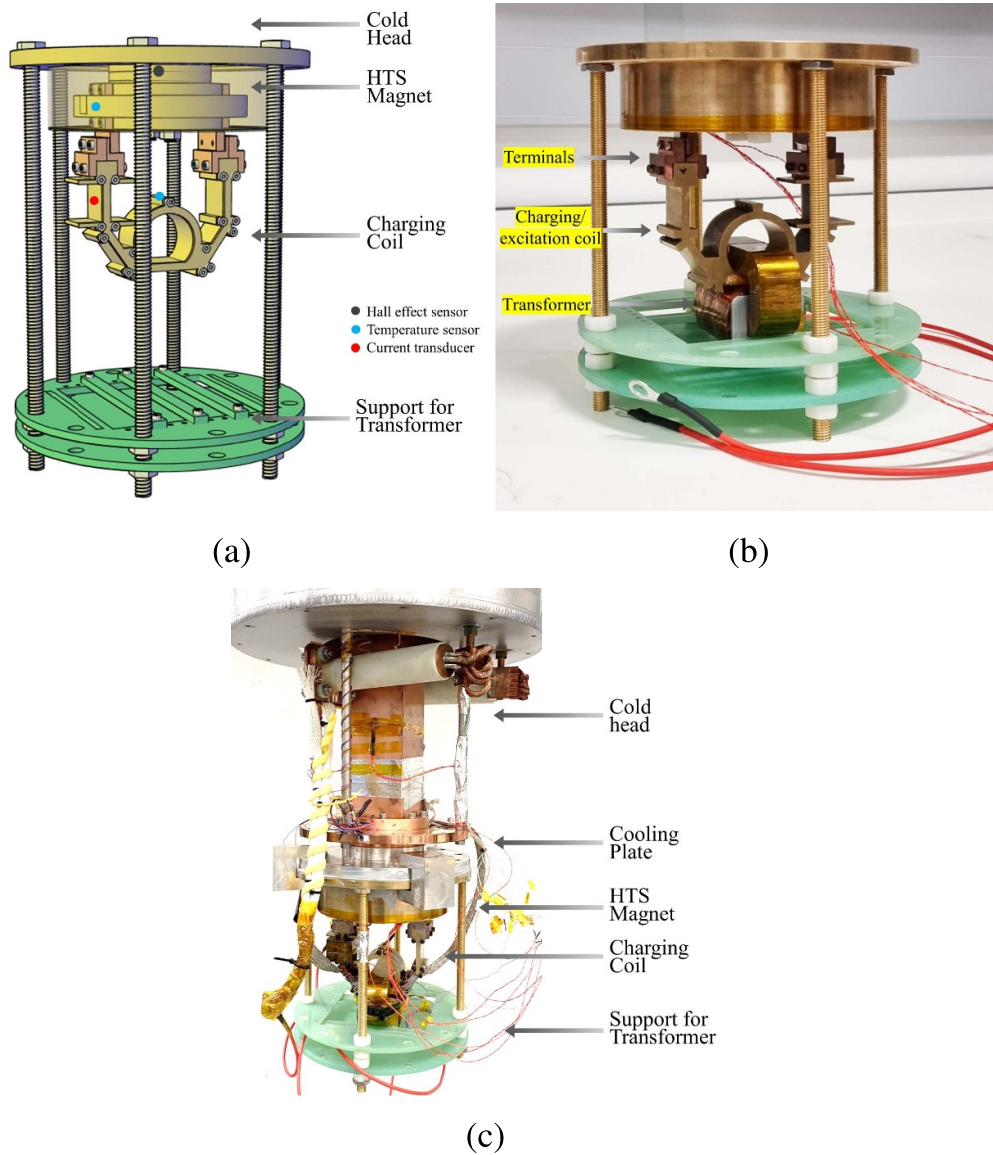 Cold
Head
HTS
Magnet
Charging
Coil
Hall effect sensor
Temperature sensor
Current transducer
Support for
Transformer
(a)
Terminals
Charging/
excitation coil
Transformer
(b)
Cold
head
Cooling
Plate
HTS
Magnet
Charging
Coil
Support for
Transformer
(c)